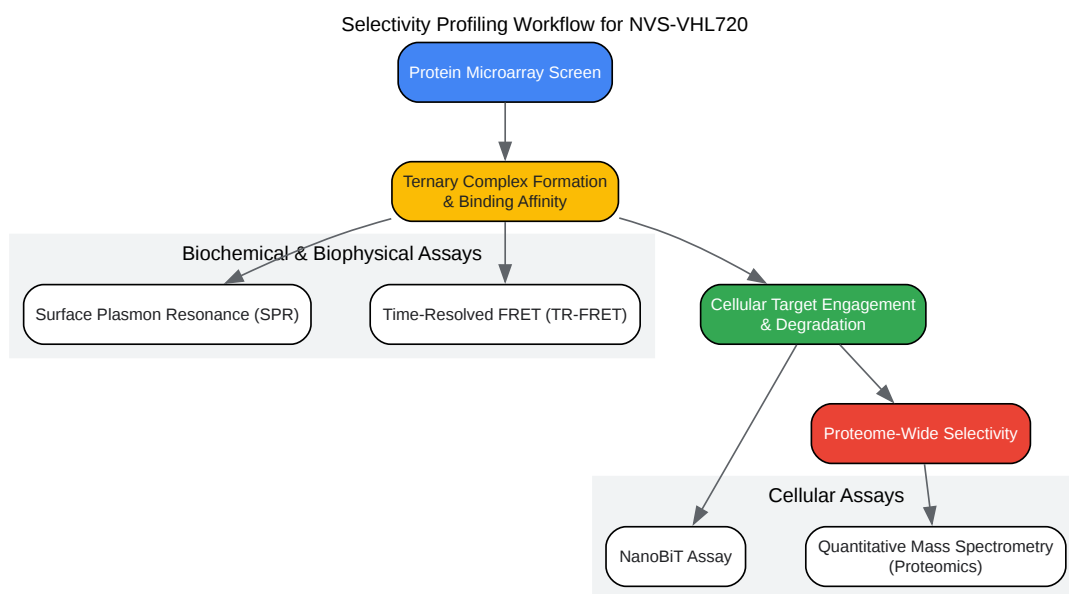 Selectivity Profiling Workflow for NVS-VHL720
Protein Microarray Screen
Ternary Complex Formation
& Binding Affinity
Biochemical & Biophysical Assays
Surface Plasmon Resonance (SPR)
Time-Resolved FRET (TR-FRET)
Cellular Target Engagement
& Degradation
Proteome-Wide Selectivity
Cellular Assays
NanoBiT Assay
Quantitative Mass Spectrometry
(Proteomics)